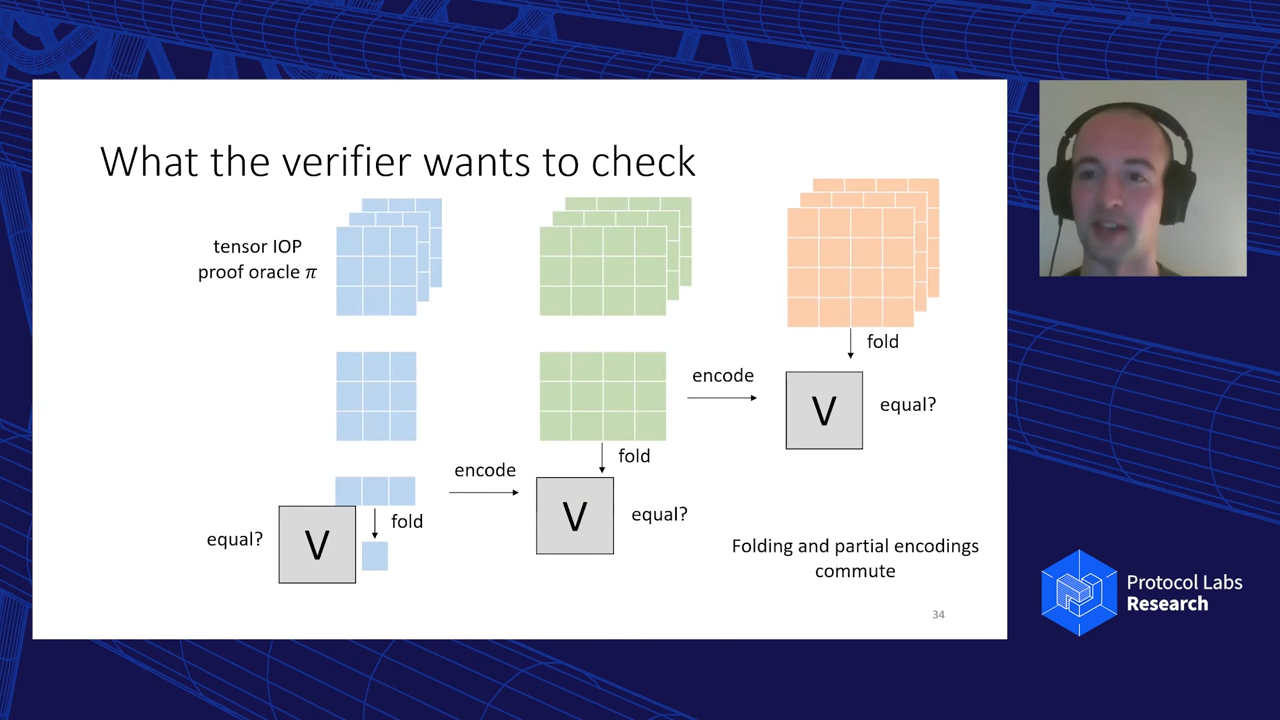 What the verifier wants to check
tensor IOP
proof oracle π
fold
encode
V
equal?
fold
encode
V
equal?
fold
equal?
V
Folding and partial encodings
commute
34
Protocol Labs
Research